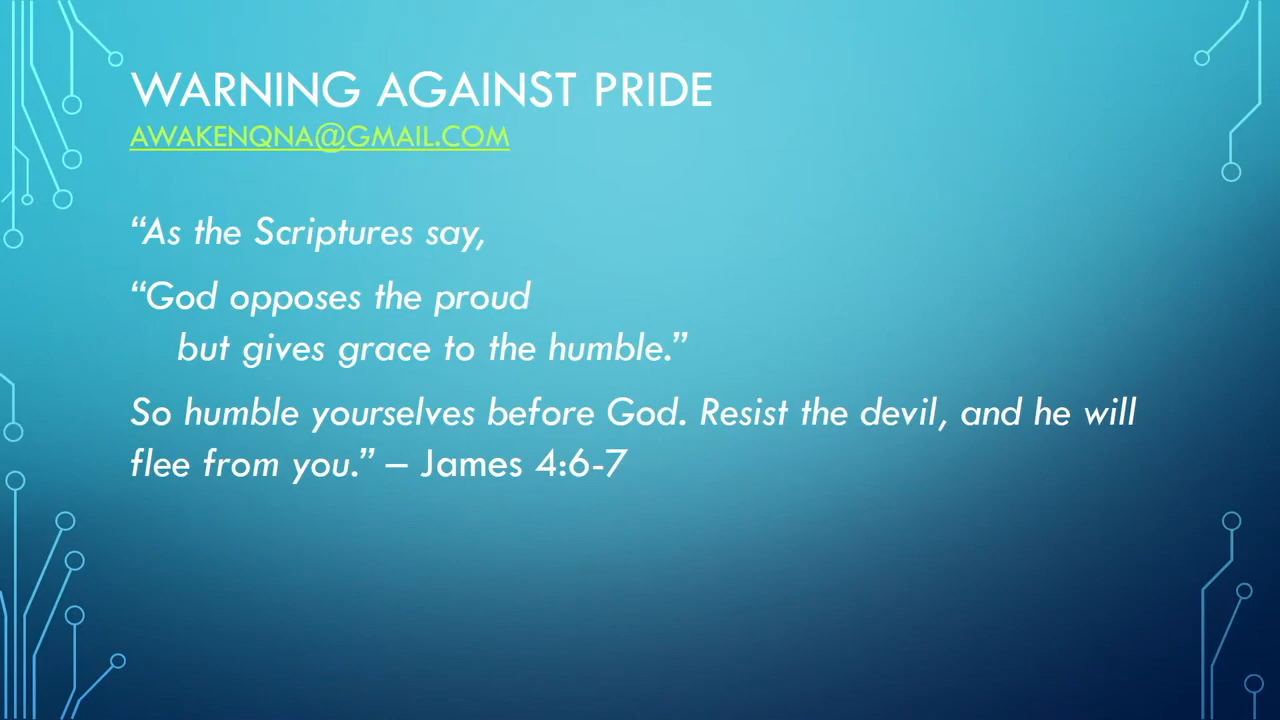 WARNING AGAINST PRIDE
AWAKENQNA@GMAIL.COM
“As the Scriptures say,
“God opposes the proud
but gives grace to the humble.”
So humble yourselves before God. Resist the devil, and he will
flee from you.” – James 4:6-7